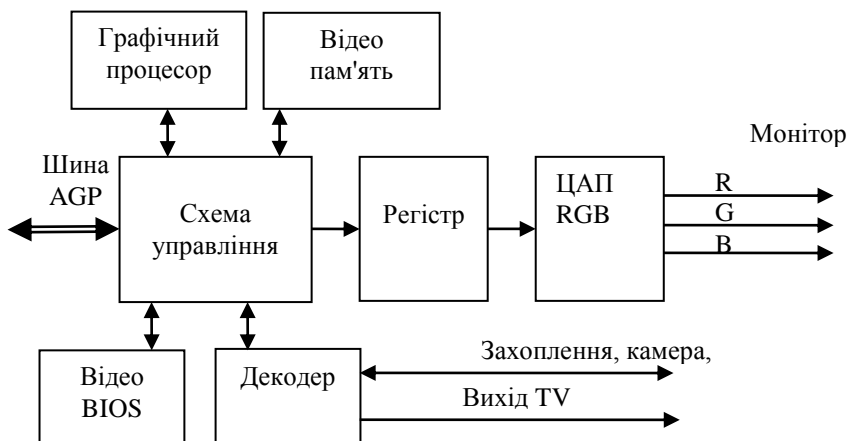 Графічний
процесор
Відео
пам'ять
Монітор
Шина
AGP
Схема
управління
Регістр
ЦАП
RGB
R
G
B
Відео
BIOS
Декодер
Захоплення, камера,
Вихід TV